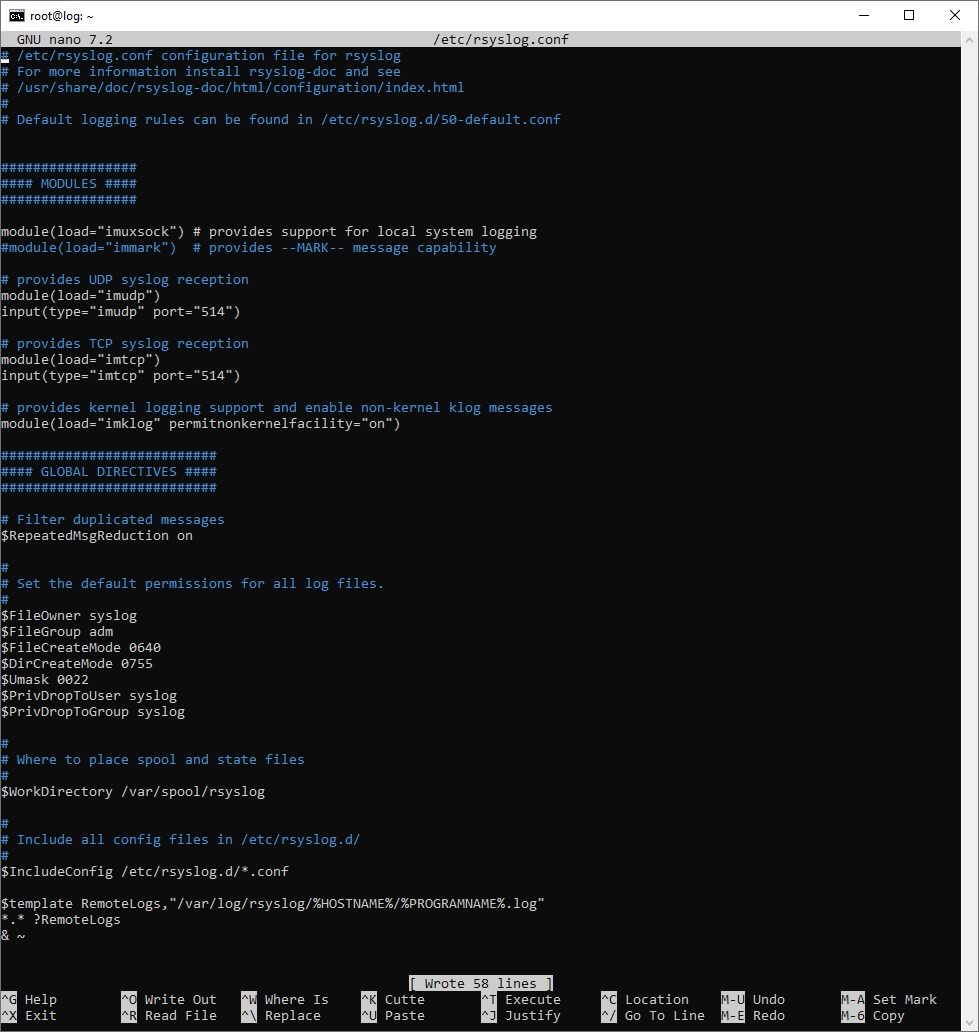 root@log: ~
GNU nano 7.2 /etc/rsyslog.conf
# /etc/rsyslog.conf configuration file for rsyslog
# For more information install rsyslog-doc and see
# /usr/share/doc/rsyslog-doc/html/configuration/index.html
#
# Default logging rules can be found in /etc/rsyslog.d/50-default.conf
#################
#### MODULES ####
#################
module(load="imuxsock") # provides support for local system logging
#module(load="immark")  # provides --MARK-- message capability
# provides UDP syslog reception
module(load="imudp")
input(type="imudp" port="514")
# provides TCP syslog reception
module(load="imtcp")
input(type="imtcp" port="514")
# provides kernel logging support and enable non-kernel klog messages
module(load="imklog" permitnonkernelfacility="on")
###########################
#### GLOBAL DIRECTIVES ####
###########################
# Filter duplicated messages
$RepeatedMsgReduction on
#
# Set the default permissions for all log files.
#
$FileOwner syslog
$FileGroup adm
$FileCreateMode 0640
$DirCreateMode 0755
$Umask 0022
$PrivDropToUser syslog
$PrivDropToGroup syslog
#
# Where to place spool and state files
#
$WorkDirectory /var/spool/rsyslog
#
# Include all config files in /etc/rsyslog.d/
#
$IncludeConfig /etc/rsyslog.d/*.conf
$template RemoteLogs,"/var/log/rsyslog/%HOSTNAME%/%PROGRAMNAME%.log"
*.* ?RemoteLogs
& ~
[ Wrote 58 lines ]
^G Help ^O Write Out ^W Where Is ^K Cutte ^T Execute ^C Location M-U Undo M-A Set Mark
^X Exit ^R Read File ^\ Replace ^U Paste ^J Justify ^/ Go To Line M-E Redo M-6 Copy